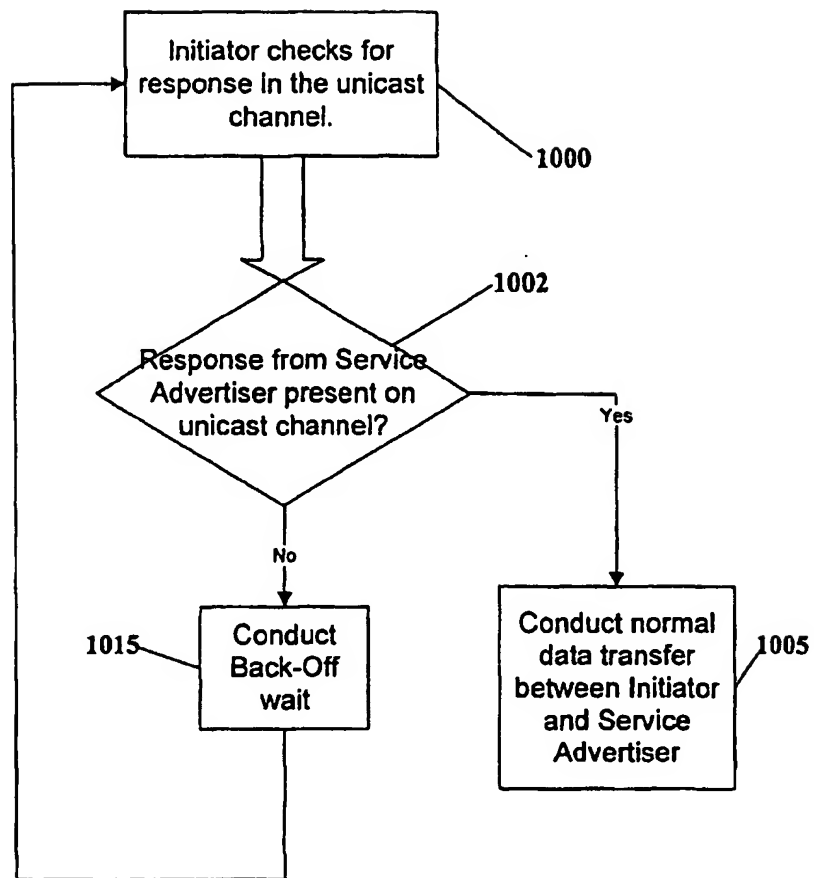 Initiator checks for
response in the unicast
channel.
1000
1002
Response from Service
Advertiser present on
unicast channel?
Yes
No
1015
Conduct
Back-Off
wait
Conduct normal
data transfer
between Initiator
and Service
Advertiser
1005